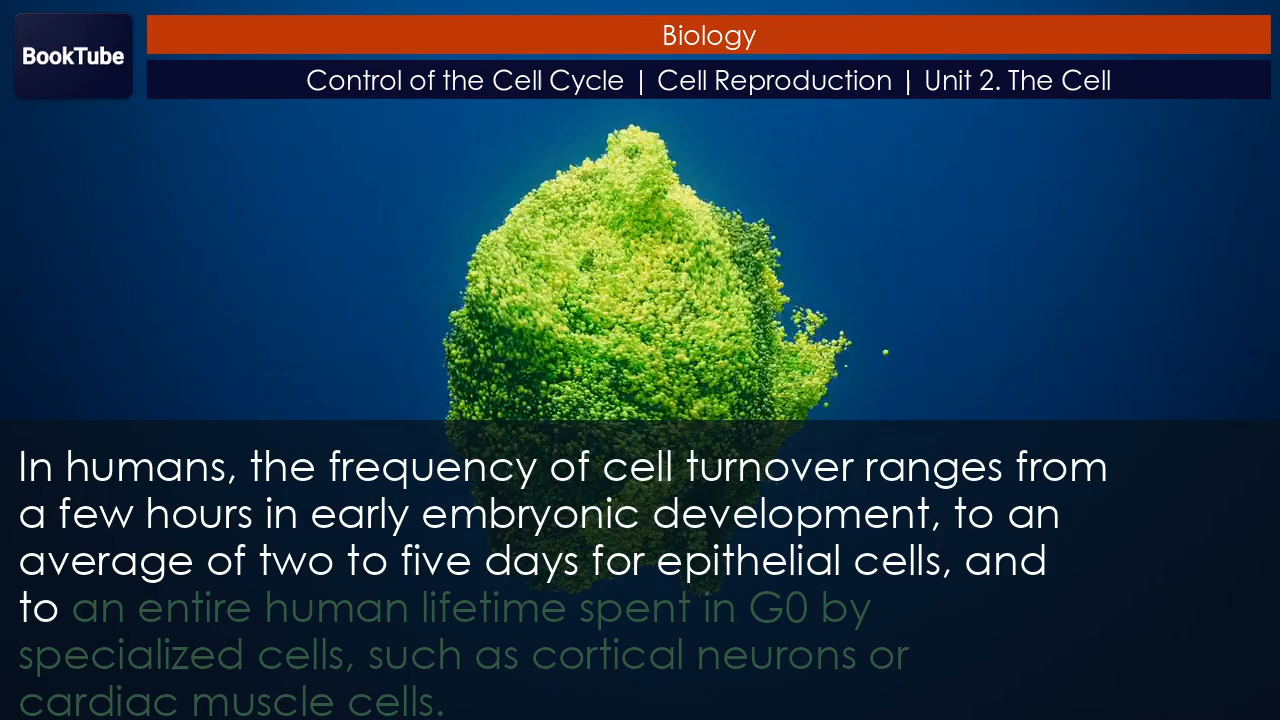 BookTube
Biology
Control of the Cell Cycle | Cell Reproduction | Unit 2. The Cell
In humans, the frequency of cell turnover ranges from
a few hours in early embryonic development, to an
average of two to five days for epithelial cells, and
to an entire human lifetime spent in G0 by
specialized cells, such as cortical neurons or
cardiac muscle cells.